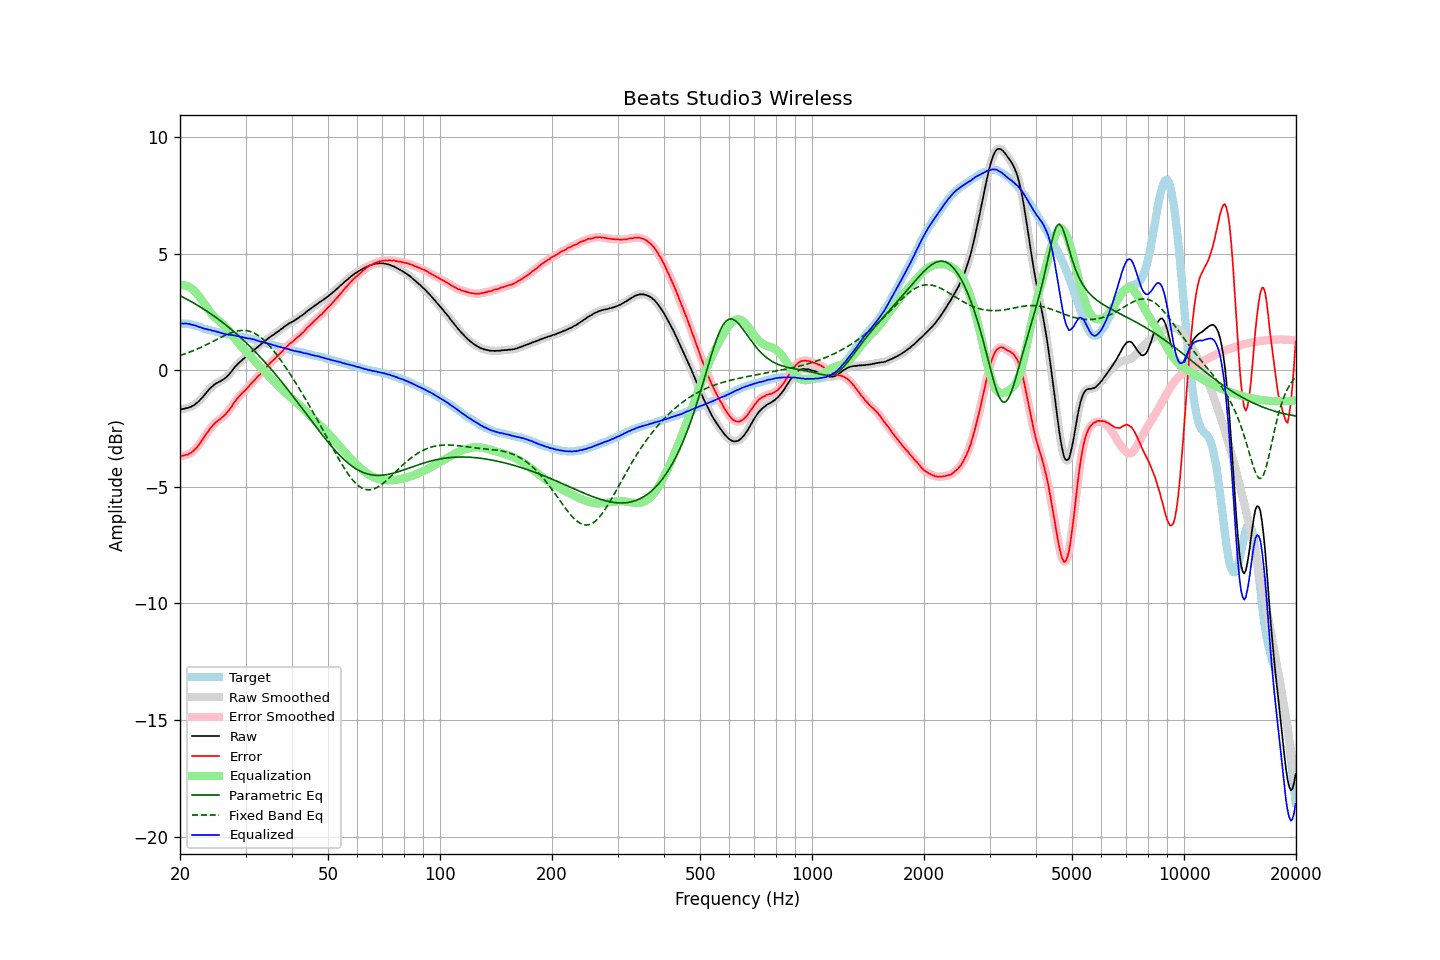 Beats Studio3 Wireless
Amplitude (dBr)
10
5
0
−5
−10
−15
−20
Target
Raw Smoothed
Error Smoothed
Raw
Error
Equalization
Parametric Eq
Fixed Band Eq
Equalized
20 50 100 200 500 1000 2000 5000 10000 20000
Frequency (Hz)